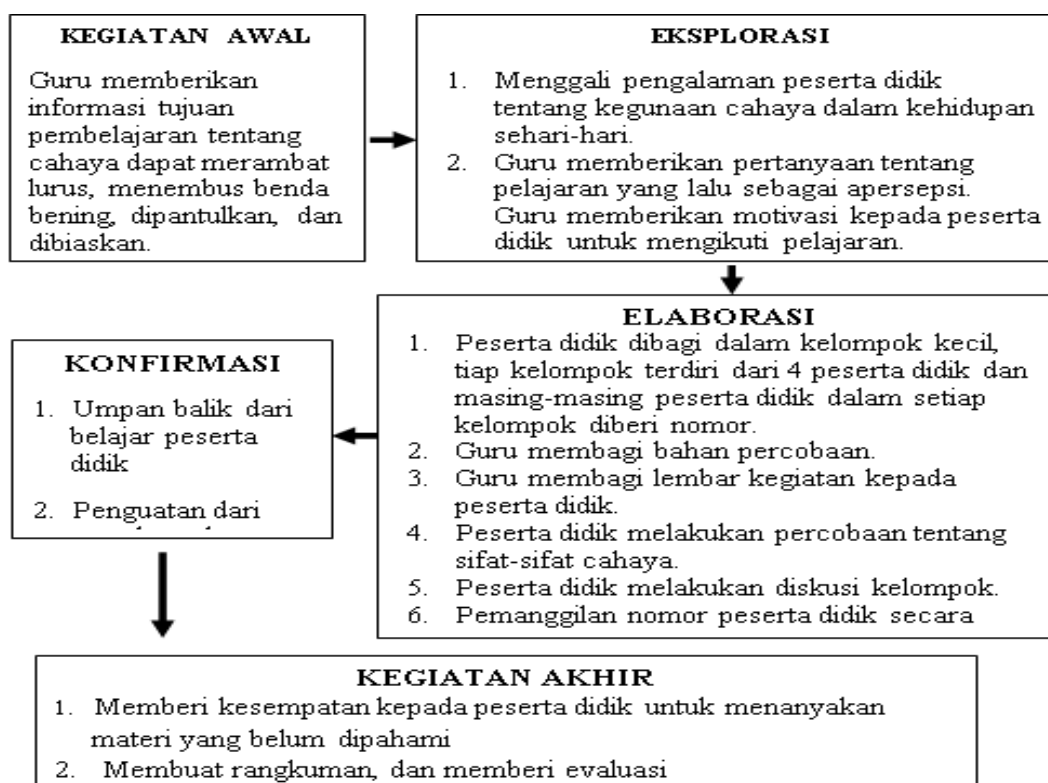 KEGIATAN AWAL
Guru memberikan
informasi tujuan
pembelajaran tentang
cahaya dapat merambat
lurus, menembus benda
bening, dipantulkan, dan
dibiaskan.
EKSPLORASI
1. Menggali pengalaman peserta didik
tentang kegunaan cahaya dalam kehidupan
sehari-hari.
2. Guru memberikan pertanyaan tentang
pelajaran yang lalu sebagai apersepsi.
Guru memberikan motivasi kepada peserta
didik untuk mengikuti pelajaran.
ELABORASI
1. Peserta didik dibagi dalam kelompok kecil,
tiap kelompok terdiri dari 4 peserta didik dan
masing-masing peserta didik dalam setiap
kelompok diberi nomor.
2. Guru membagi bahan percobaan.
3. Guru membagi lembar kegiatan kepada
peserta didik.
4. Peserta didik melakukan percobaan tentang
sifat-sifat cahaya.
5. Peserta didik melakukan diskusi kelompok.
6. Pemanggilan nomor peserta didik secara
KONFIRMASI
1. Umpan balik dari
belajar peserta
didik
2. Penguatan dari
KEGIATAN AKHIR
1. Memberi kesempatan kepada peserta didik untuk menanyakan
materi yang belum dipahami
2. Membuat rangkuman, dan memberi evaluasi